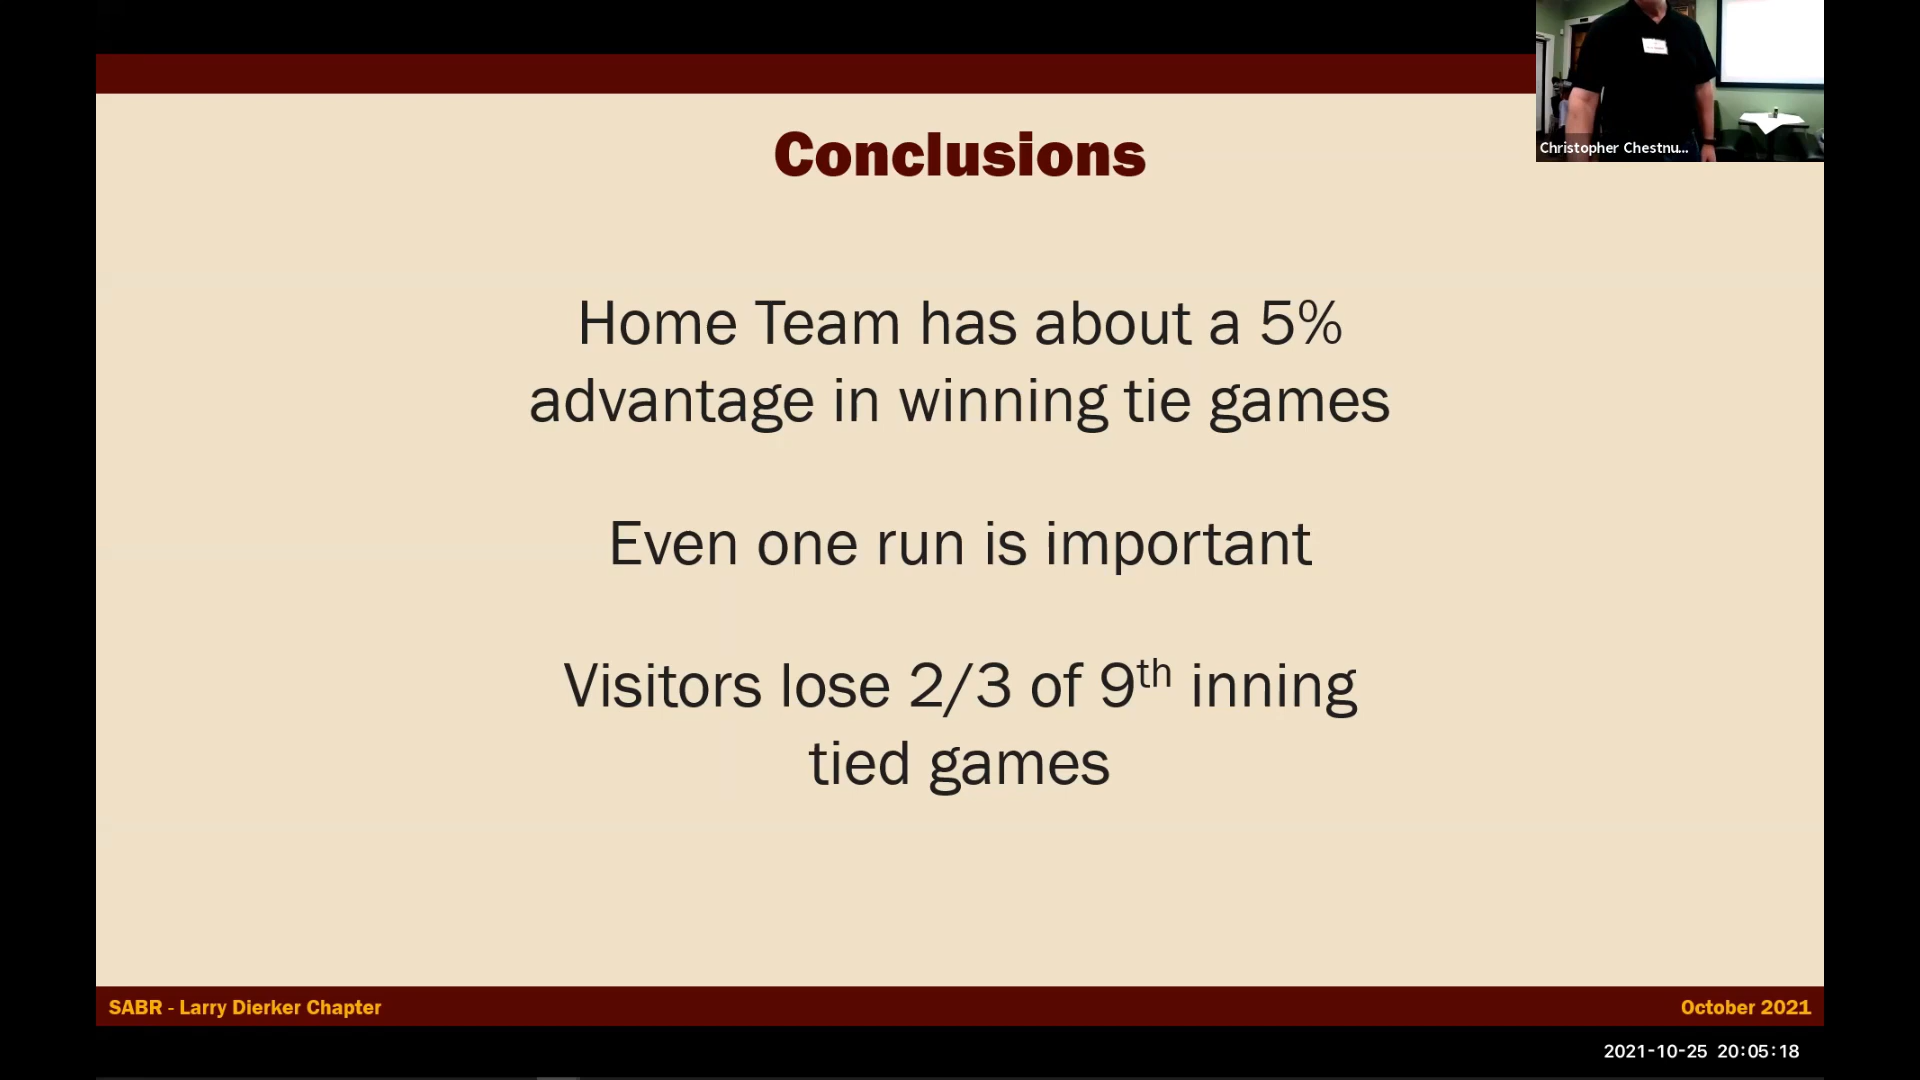 Christopher Chestnu...
Conclusions
Home Team has about a 5%
advantage in winning tie games
Even one run is important
Visitors lose 2/3 of 9th inning
tied games
SABR - Larry Dierker Chapter
October 2021
2021-10-25 20:05:18